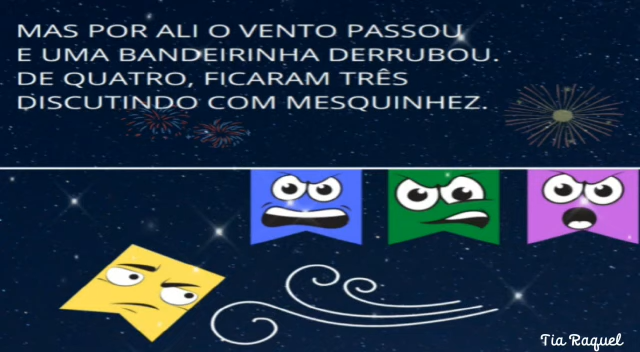 MAS POR ALI O VENTO PASSOU
E UMA BANDEIRINHA DERRUBOU.
DE QUATRO, FICARAM TRÊS
DISCUTINDO COM MESQUINHEZ.
Tia Raquel